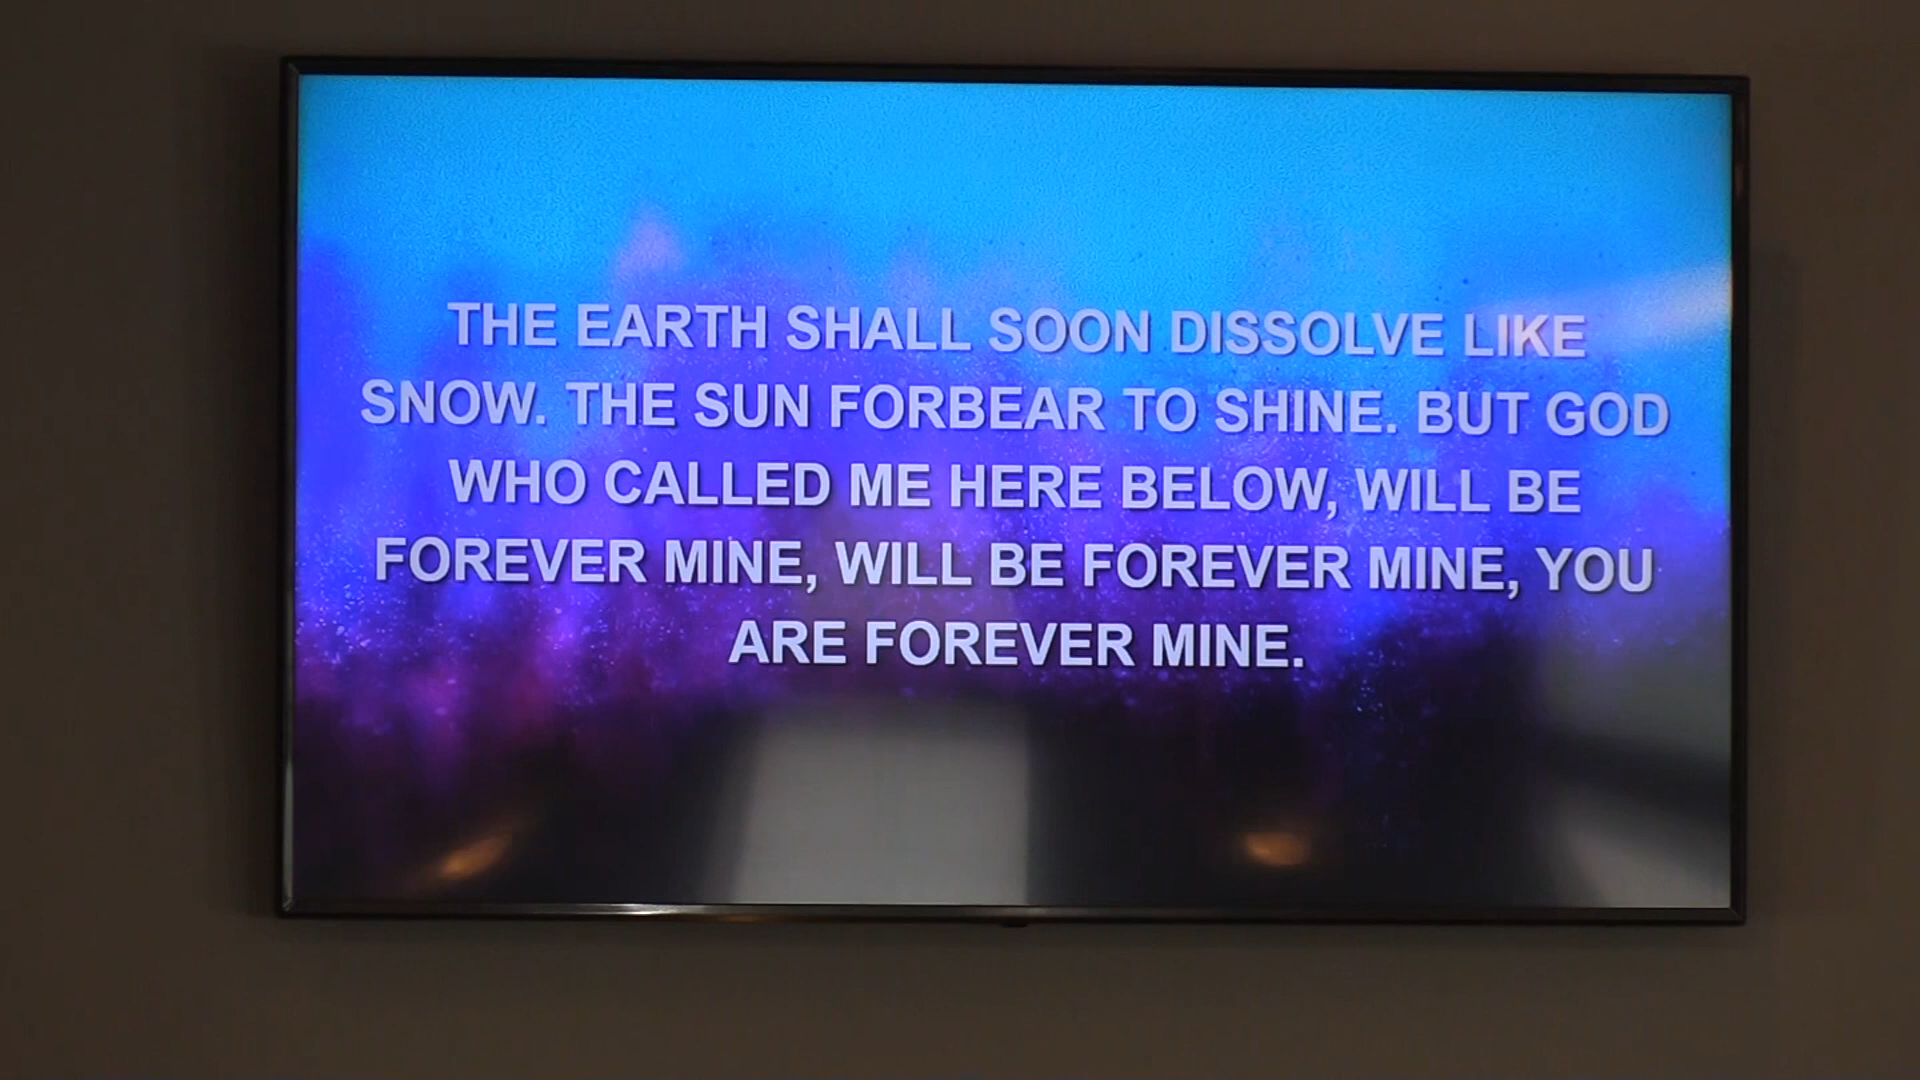 THE EARTH SHALL SOON DISSOLVE LIKE
SNOW. THE SUN FORBEAR TO SHINE. BUT GOD
WHO CALLED ME HERE BELOW, WILL BE
FOREVER MINE, WILL BE FOREVER MINE, YOU
ARE FOREVER MINE.